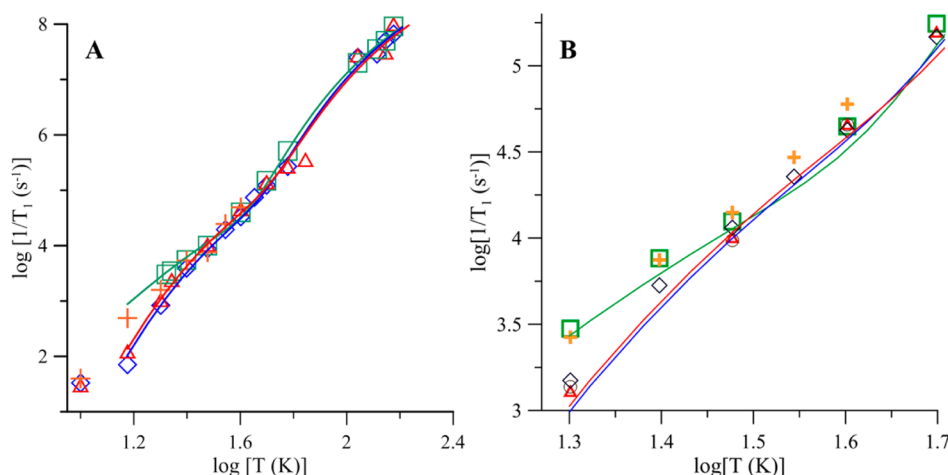 A
B
log [1/T₁ (s⁻¹)]
8
6
4
2
1.2 1.6 2 2.4
log [T (K)]
log[1/T₁ (s⁻¹)]
5
4.5
4
3.5
3
1.3 1.4 1.5 1.6 1.7
log[T (K)]